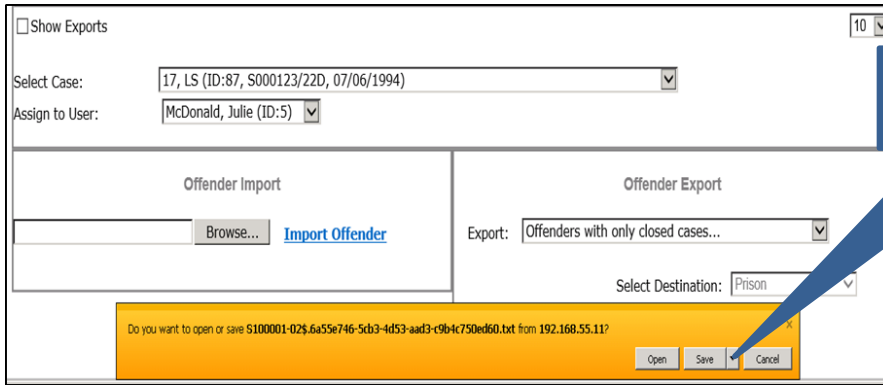 Show Exports
10
Select Case: 17, LS (ID:87, S000123/22D, 07/06/1994)
Assign to User: McDonald, Julie (ID:5)
Offender Import
Browse... Import Offender
Offender Export
Export: Offenders with only closed cases...
Select Destination: Prison
Do you want to open or save S100001-02$.6a55e746-5cb3-4d53-aad3-c9b4c750ed60.txt from 192.168.55.11?
x
Open Save Cancel